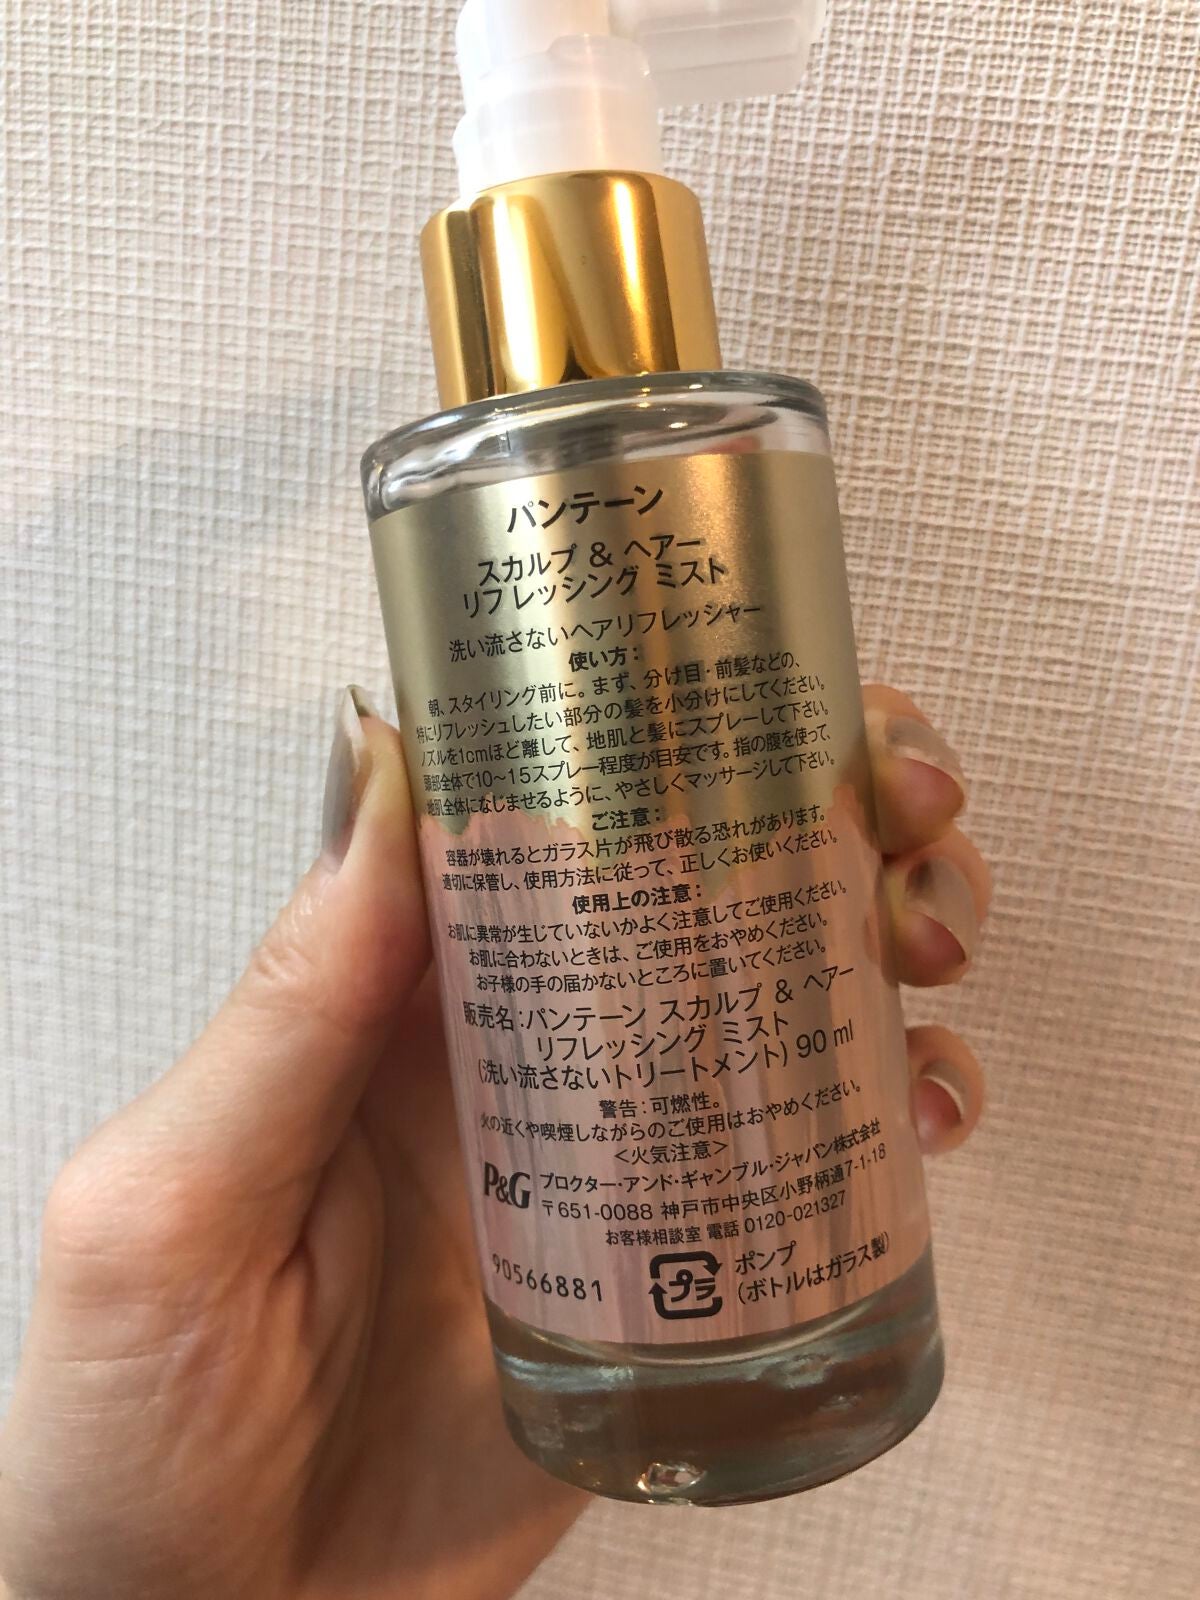 パンテーン
スカルプ & ヘアー
リフレッシング ミスト
洗い流さないヘアリフレッシャー
使い方：
朝、スタイリング前に。まず、分け目・前髪などの、
特にリフレッシュしたい部分の髪を小分けにしてください。
ノズルを1cmほど離して、地肌と髪にスプレーして下さい。
頭部全体で10～15スプレー程度が目安です。指の腹を使って、
地肌全体になじませるように、やさしくマッサージして下さい。
ご注意：
容器が壊れるとガラス片が飛び散る恐れがあります。
適切に保管し、使用方法に従って、正しくお使いください。
使用上の注意：
お肌に異常が生じていないかよく注意してご使用ください。
お肌に合わないときは、ご使用をおやめください。
お子様の手の届かないところに置いてください。
販売名：パンテーン スカルプ & ヘアー
リフレッシング ミスト
(洗い流さないトリートメント) 90 ml
警告：可燃性。
火の近くや喫煙しながらのご使用はおやめください。
＜火気注意＞
P&G プロクター・アンド・ギャンブル・ジャパン株式会社
〒651-0088 神戸市中央区小野柄通7-1-18
お客様相談室 電話 0120-021327
90566881
プラ ポンプ
(ボトルはガラス製)